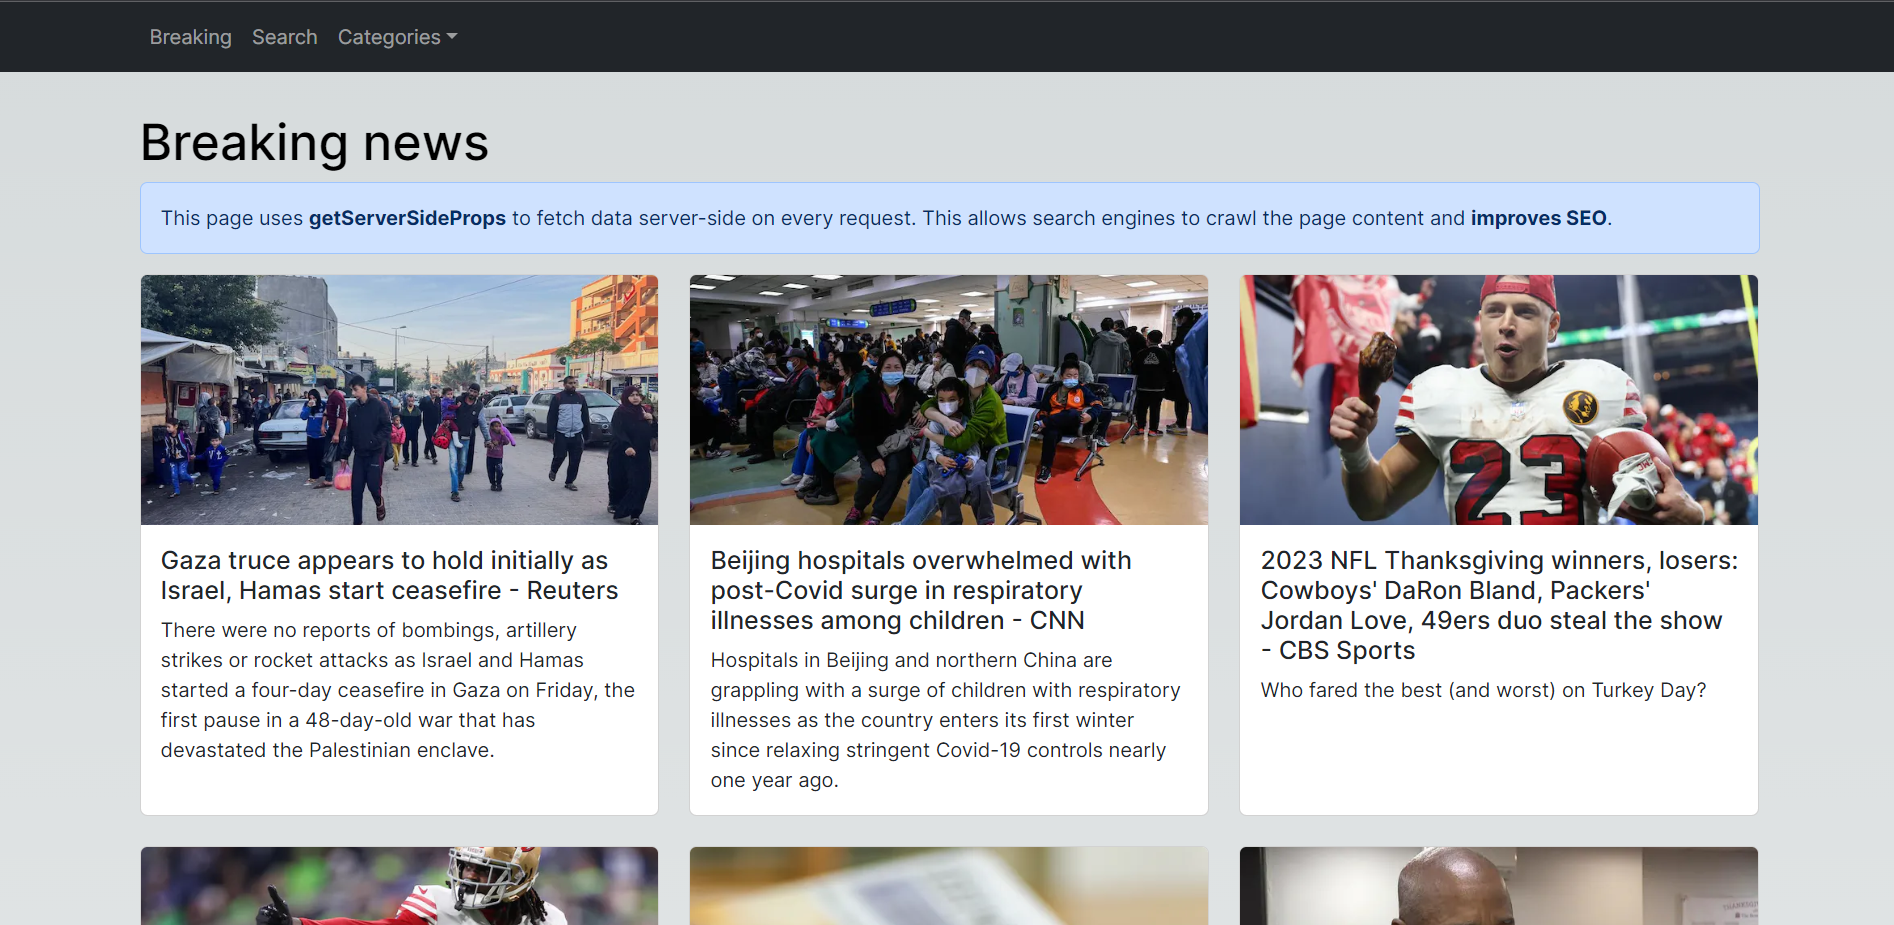 Breaking Search Categories
Breaking news
This page uses getServerSideProps to fetch data server-side on every request. This allows search engines to crawl the page content and improves SEO.
23
Gaza truce appears to hold initially as
Israel, Hamas start ceasefire - Reuters
There were no reports of bombings, artillery
strikes or rocket attacks as Israel and Hamas
started a four-day ceasefire in Gaza on Friday, the
first pause in a 48-day-old war that has
devastated the Palestinian enclave.
Beijing hospitals overwhelmed with
post-Covid surge in respiratory
illnesses among children - CNN
Hospitals in Beijing and northern China are
grappling with a surge of children with respiratory
illnesses as the country enters its first winter
since relaxing stringent Covid-19 controls nearly
one year ago.
2023 NFL Thanksgiving winners, losers:
Cowboys' DaRon Bland, Packers'
Jordan Love, 49ers duo steal the show
- CBS Sports
Who fared the best (and worst) on Turkey Day?